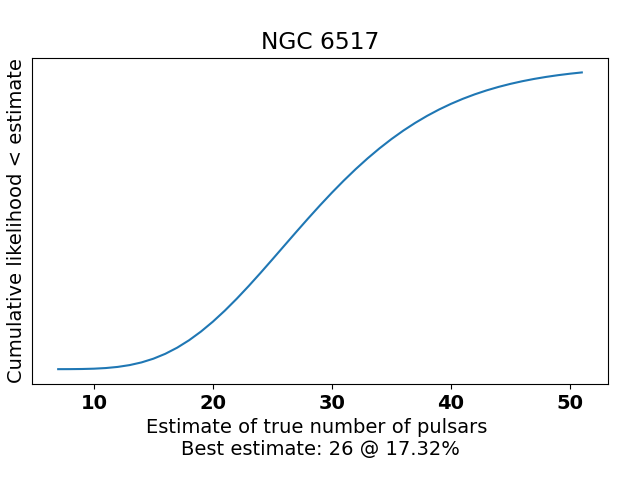 NGC 6517
Cumulative likelihood < estimate
10 20 30 40 50
Estimate of true number of pulsars
Best estimate: 26 @ 17.32%